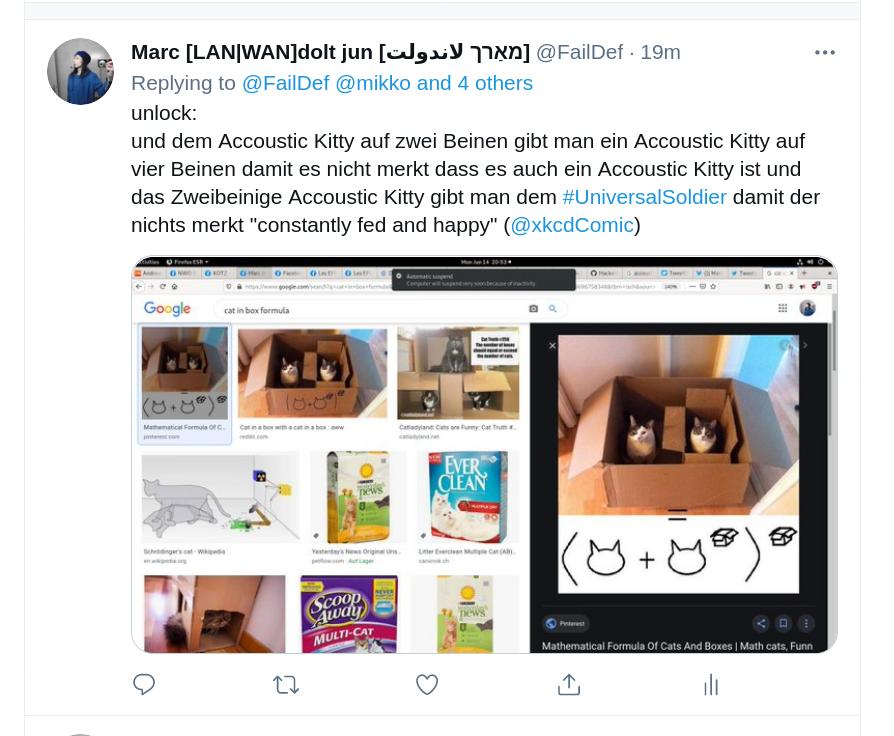 Marc [LAN|WAN]dolt jun [מאַרך لاندولت] @FailDef · 19m
Replying to @FailDef @mikko and 4 others
unlock:
und dem Accoustic Kitty auf zwei Beinen gibt man ein Accoustic Kitty auf
vier Beinen damit es nicht merkt dass es auch ein Accoustic Kitty ist und
das Zweibeinige Accoustic Kitty gibt man dem #UniversalSoldier damit der
nichts merkt "constantly fed and happy" (@xkcdComic)
Firefox ESR
Mon Jun 14 20:53
Automatic suspend
Computer will suspend very soon because of inactivity.
Google
cat in box formula
Cat Truth #258
The number of boxes
should equal or exceed
the number of cats.
Mathematical Formula Of C...
pinterest.com
Cat in a box with a cat in a box : aww
reddit.com
Catladyland: Cats are Funny: Cat Truth #..
catladyland.net
EVER
CLEAN
news
MULTIPLE CAT
Schrödinger's cat - Wikipedia
en.wikipedia.org
Yesterday's News Original Uns...
petflow.com · Auf Lager
Litter Everclean Multiple Cat (AB)..
canicrok.ch
Scoop
Away
MULTI-CAT
news
( + )
Pinterest
Mathematical Formula Of Cats And Boxes | Math cats, Funn